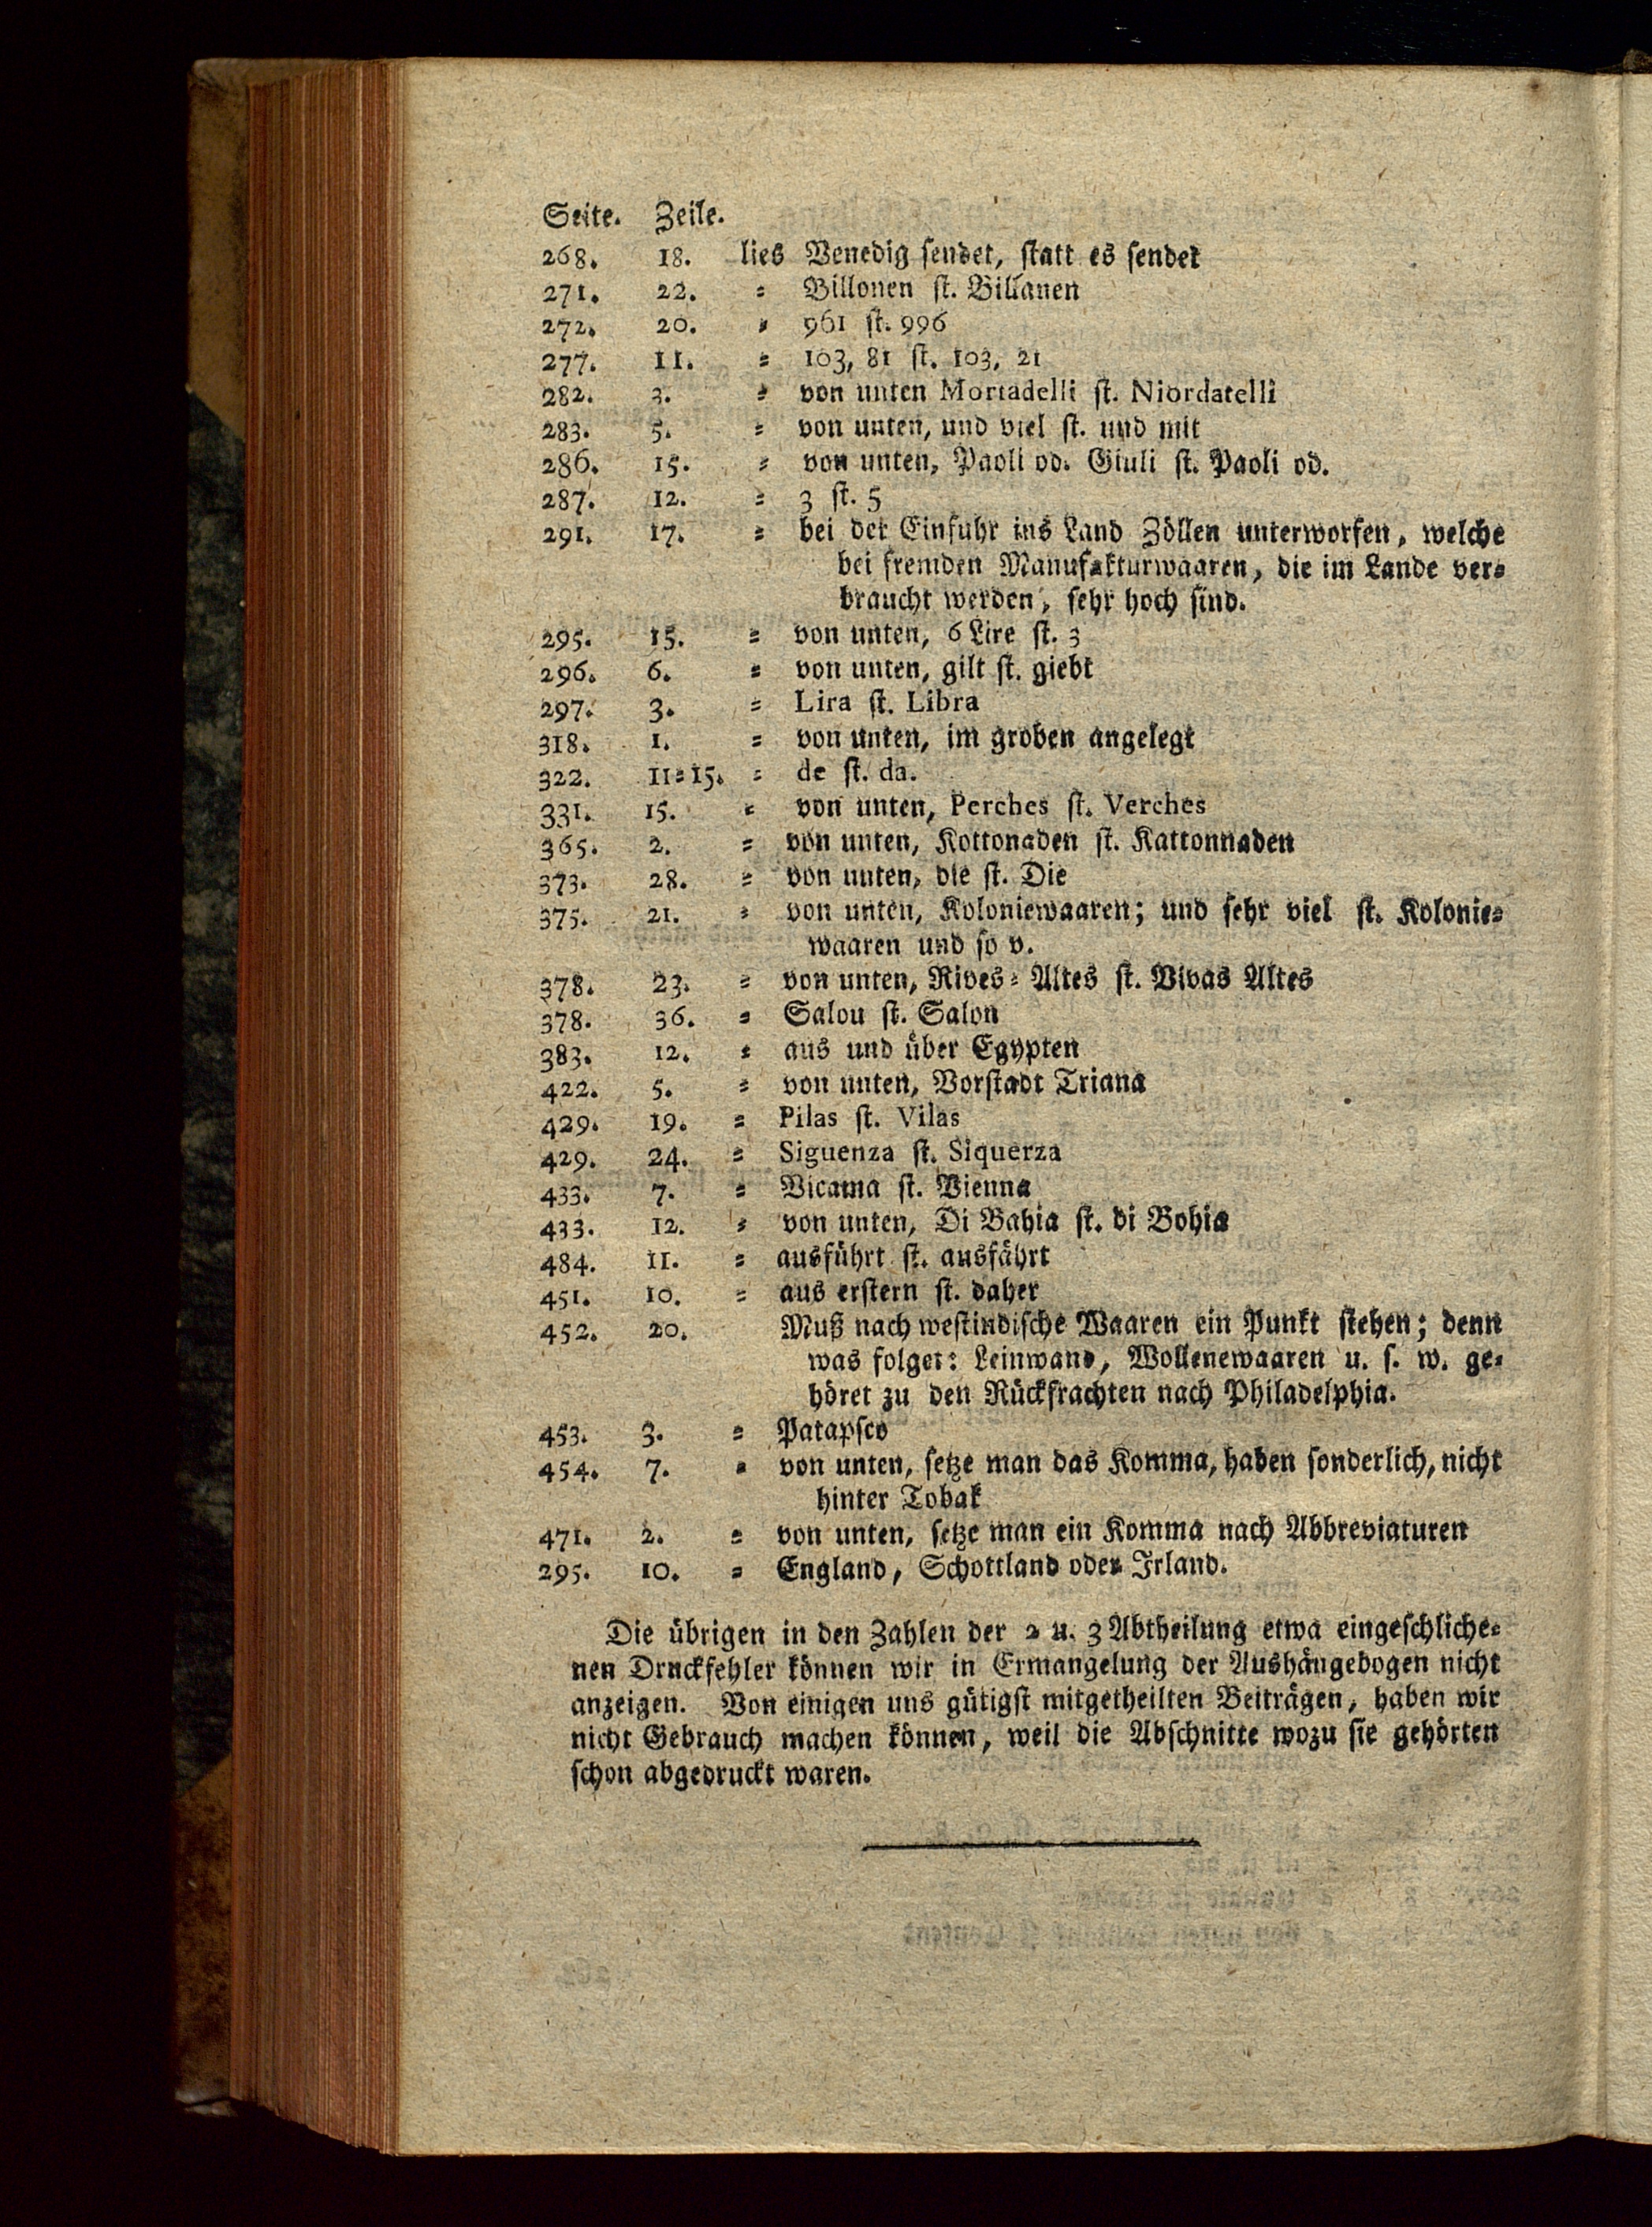 Seite. Zeile.
268. 18. lies Venedig sendet, statt es sendet
271. 22. = Billonen st. Billanen
272. 20. = 961 st. 996
277. 11. = 103, 81 st. 103, 21
282. 3. = von unten Mortadelli st. Niordatelli
283. 5. = von unten, und viel st. und mit
286. 15. = von unten, Paoli od. Giuli st. Paoli od.
287. 12. = 3 st. 5
291. 17. = bei der Einfuhr ins Land Zöllen unterworfen, welche
bei fremden Manufakturwaaren, die im Lande ver=
braucht werden, sehr hoch sind.
295. 15. = von unten, 6 Lire st. 3
296. 6. = von unten, gilt st. giebt
297. 3. = Lira st. Libra
318. 1. = von unten, im groben angelegt
322. 11=15. = de st. da.
331. 15. = von unten, Perches st. Verches
365. 2. = von unten, Kottonaden st. Kattonnaden
373. 28. = von unten, die st. Die
375. 21. = von unten, Koloniewaaren; und sehr viel st. Kolonie=
waaren und so v.
378. 23. = von unten, Rives=Altes st. Vivas Altes
378. 36. = Salou st. Salon
383. 12. = aus und über Egypten
422. 5. = von unten, Vorstadt Triana
429. 19. = Pilas st. Vilas
429. 24. = Siguenza st. Siquerza
433. 7. = Vicama st. Vienna
433. 12. = von unten, Di Bahia st. di Bohia
484. 11. = ausführt st. ausfährt
451. 10. = aus erstern st. daher
452. 20. Muß nach westindische Waaren ein Punkt stehen; denn
was folget: Leinwand, Wollenewaaren u. s. w. ge=
höret zu den Rückfrachten nach Philadelphia.
453. 3. = Patapsco
454. 7. = von unten, setze man das Komma, haben sonderlich, nicht
hinter Tobak
471. 2. = von unten, setze man ein Komma nach Abbreviaturen
295. 10. = England, Schottland oder Irland.
Die übrigen in den Zahlen der 2 u. 3 Abtheilung etwa eingeschliche=
nen Druckfehler können wir in Ermangelung der Aushängebogen nicht
anzeigen. Von einigen uns gütigst mitgetheilten Beiträgen, haben wir
nicht Gebrauch machen können, weil die Abschnitte wozu sie gehörten
schon abgedruckt waren.